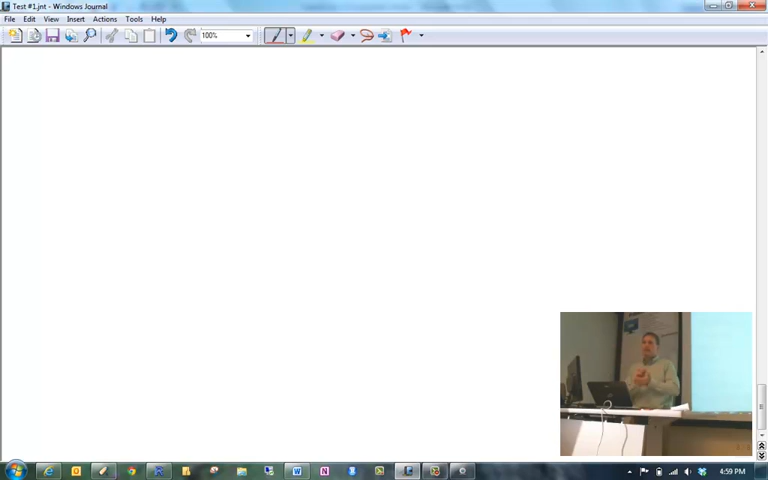 Test #1.jnt - Windows Journal
File Edit View Insert Actions Tools Help
100%
4:59 PM